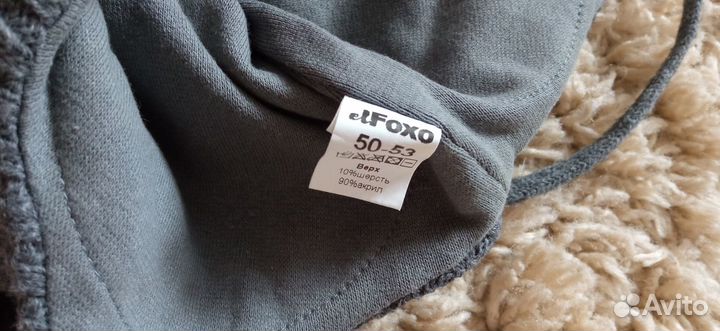 elFoxo
50-53
Верх
10%шерсть
90%акрил
Avito